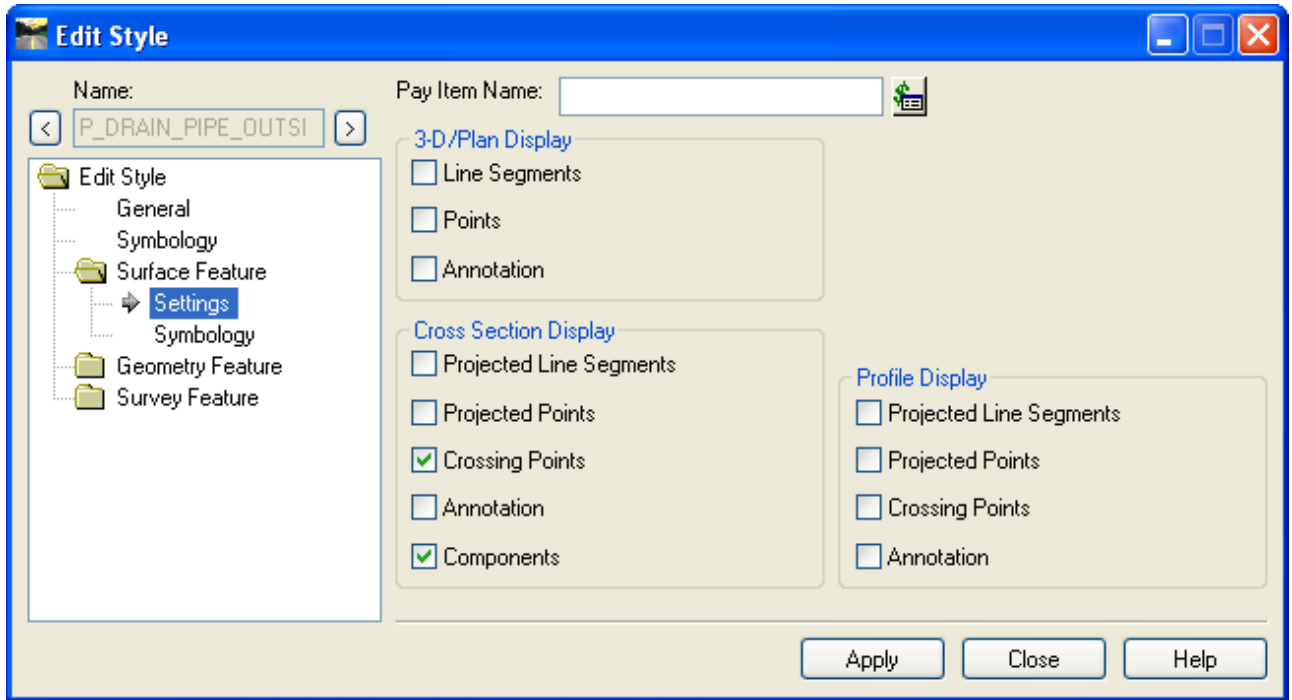 Edit Style
Name:
P_DRAIN_PIPE_OUTSI
Edit Style
General
Symbology
Surface Feature
Settings
Symbology
Geometry Feature
Survey Feature
Pay Item Name:
3-D/Plan Display
Line Segments
Points
Annotation
Cross Section Display
Projected Line Segments
Projected Points
Crossing Points
Annotation
Components
Profile Display
Projected Line Segments
Projected Points
Crossing Points
Annotation
Apply
Close
Help